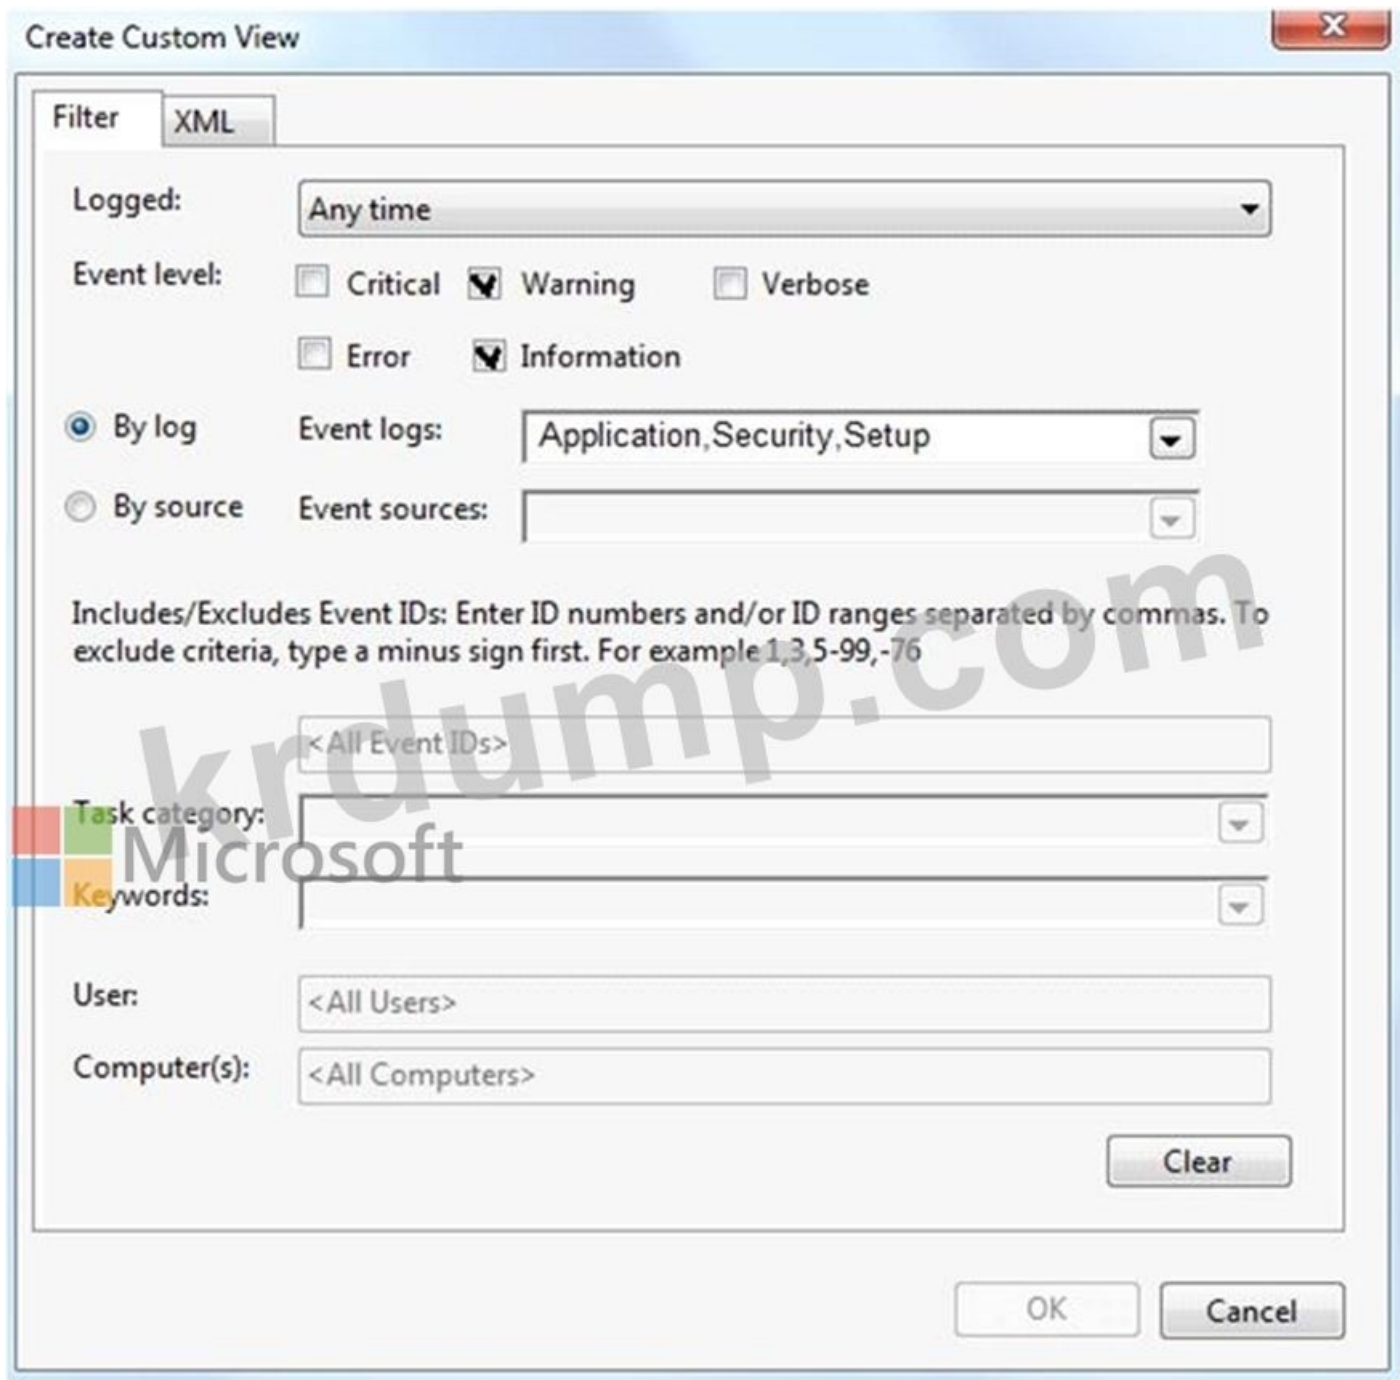 Create Custom View
Filter
XML
Logged:
Any time
Event level:
Critical
Warning
Verbose
Error
Information
By log
Event logs:
Application,Security,Setup
By source
Event sources:
Includes/Excludes Event IDs: Enter ID numbers and/or ID ranges separated by commas. To
exclude criteria, type a minus sign first. For example 1,3,5-99,-76
krdump.com
<All Event IDs>
Task category:
Microsoft
Keywords:
User:
<All Users>
Computer(s):
<All Computers>
Clear
OK
Cancel